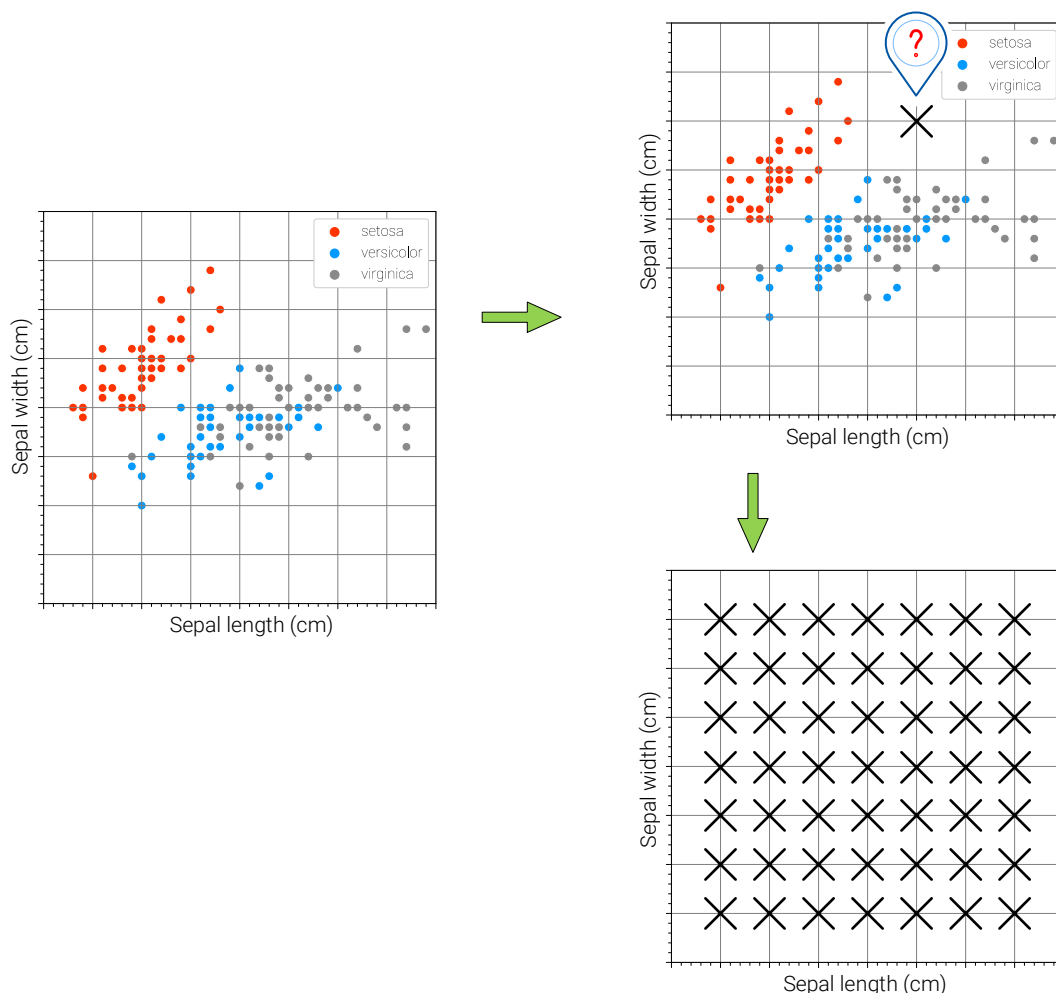 ?
setosa
versicolor
virginica
Sepal width (cm)
Sepal length (cm)
setosa
versicolor
virginica
Sepal width (cm)
Sepal length (cm)
Sepal width (cm)
Sepal length (cm)